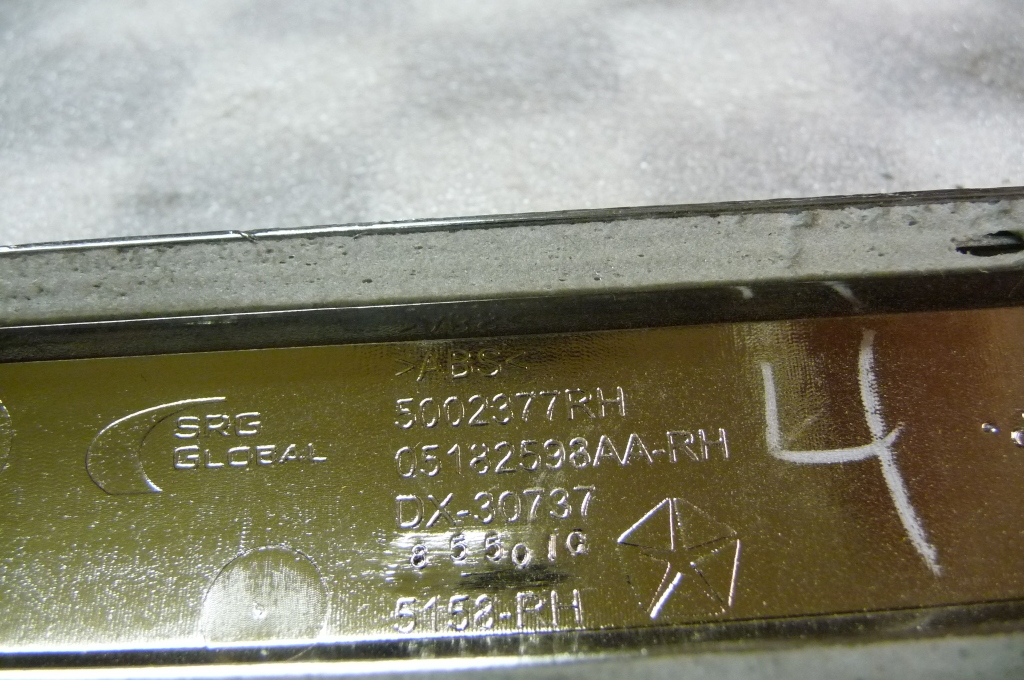 >ABS<
SRG
GLOBAL
5002377RH
05182598AA-RH
DX-30737
5158-RH
4